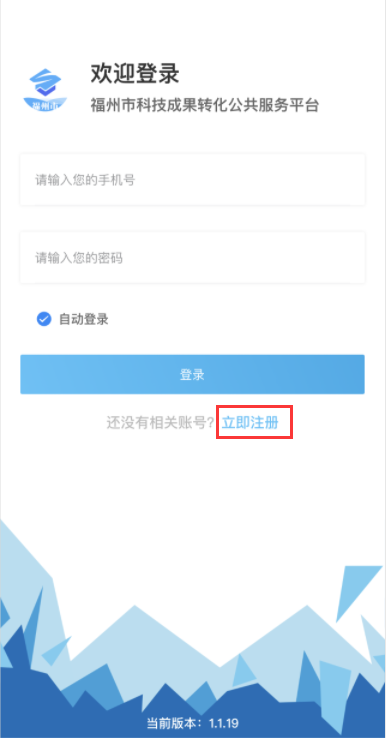 欢迎登录
福州市
福州市科技成果转化公共服务平台
请输入您的手机号
请输入您的密码
自动登录
登录
还没有相关账号? 立即注册
当前版本：1.1.19